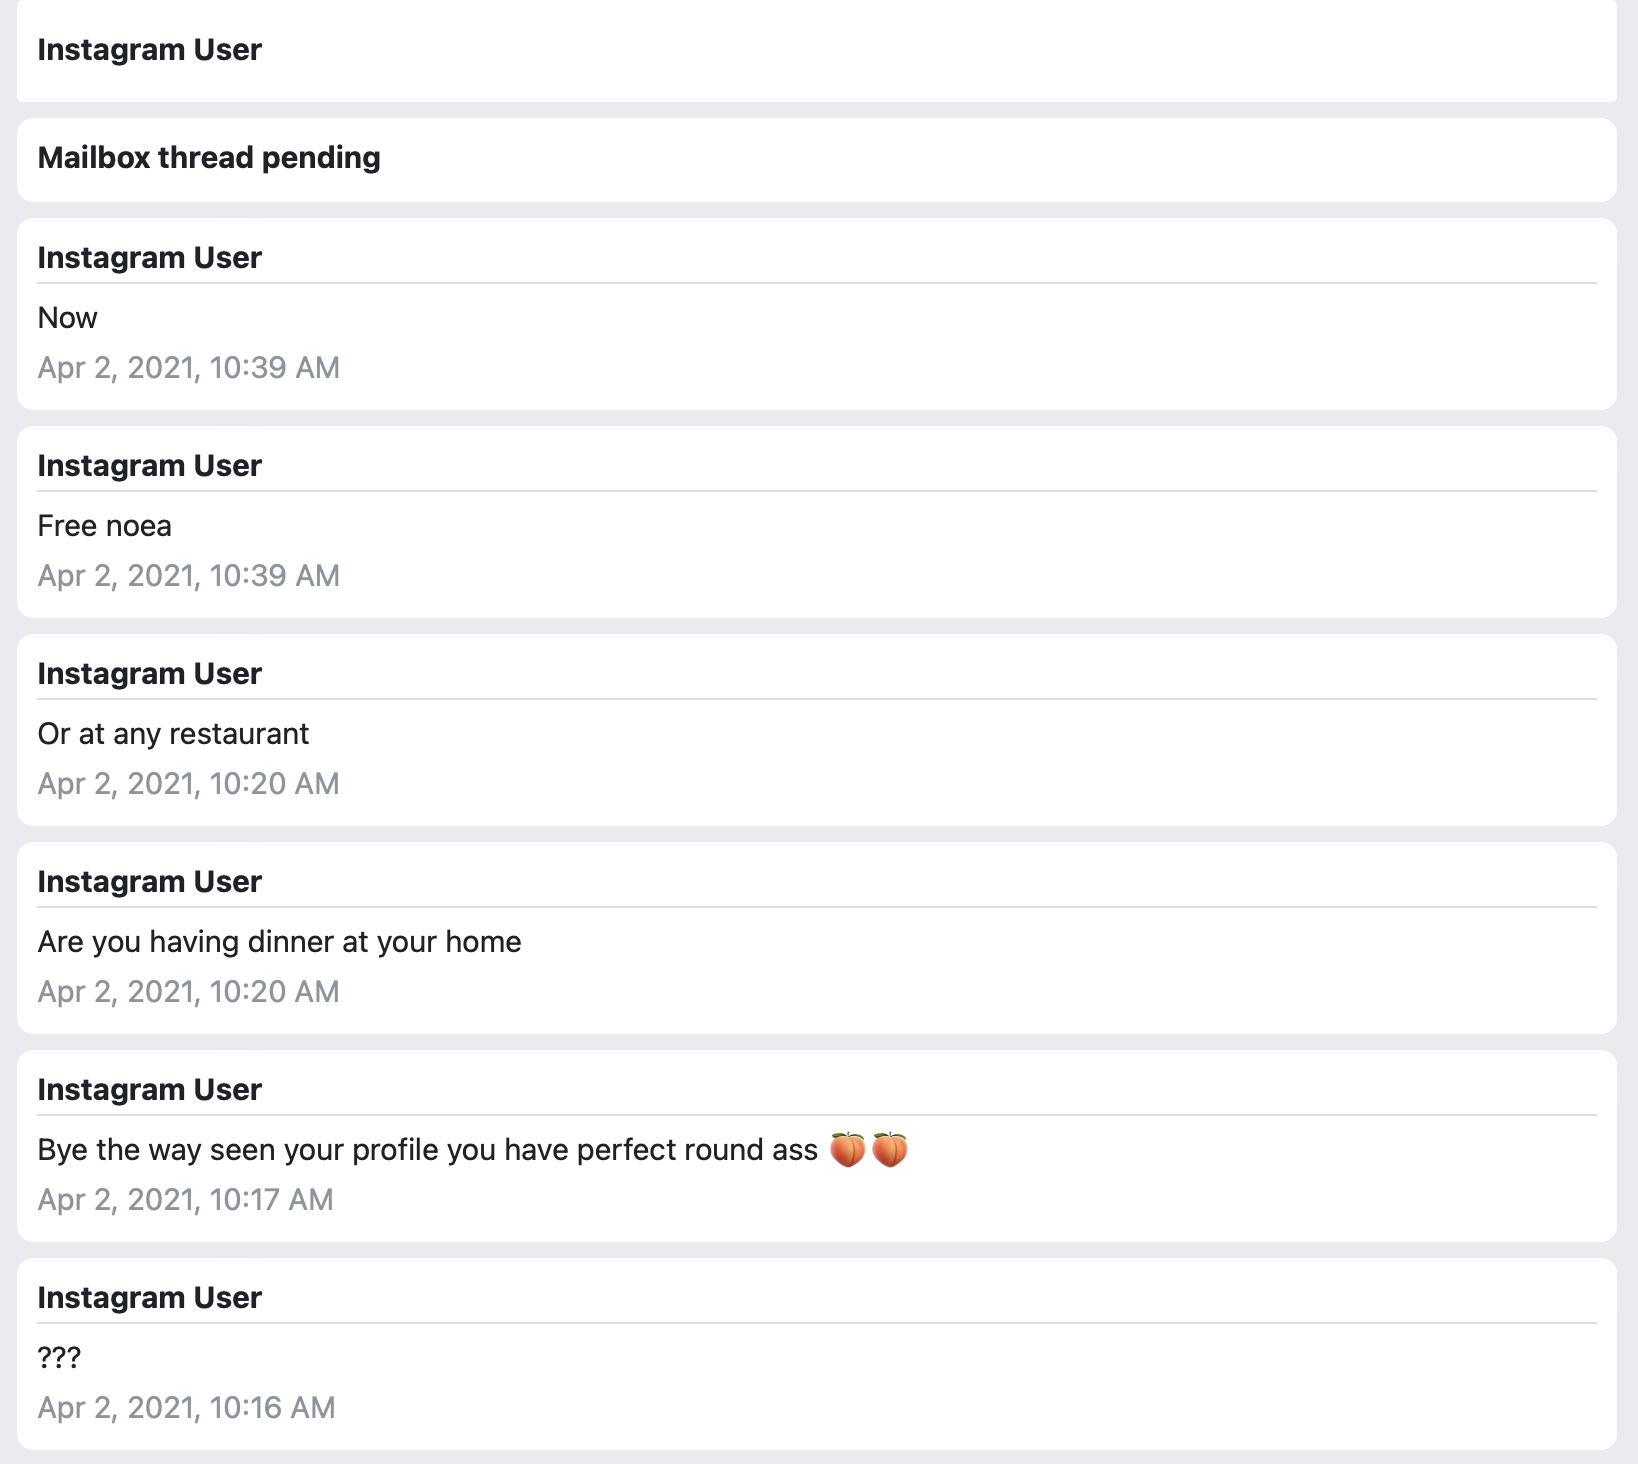 Instagram User
Mailbox thread pending
Instagram User
Now
Apr 2, 2021, 10:39 AM
Instagram User
Free noea
Apr 2, 2021, 10:39 AM
Instagram User
Or at any restaurant
Apr 2, 2021, 10:20 AM
Instagram User
Are you having dinner at your home
Apr 2, 2021, 10:20 AM
Instagram User
Bye the way seen your profile you have perfect round ass 🍑🍑
Apr 2, 2021, 10:17 AM
Instagram User
???
Apr 2, 2021, 10:16 AM